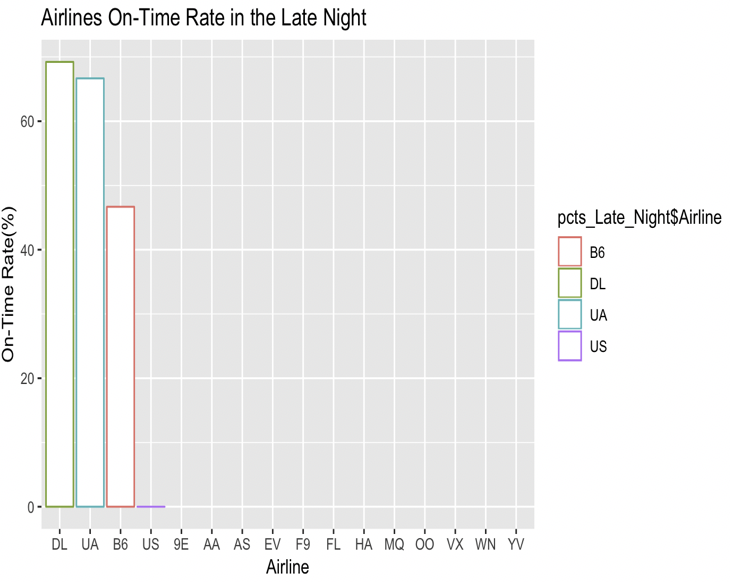 Airlines On-Time Rate in the Late Night
On-Time Rate(%)
60
40
20
0
DL UA B6 US 9E AA AS EV F9 FL HA MQ OO VX WN YV
Airline
pcts_Late_Night$Airline
B6
DL
UA
US